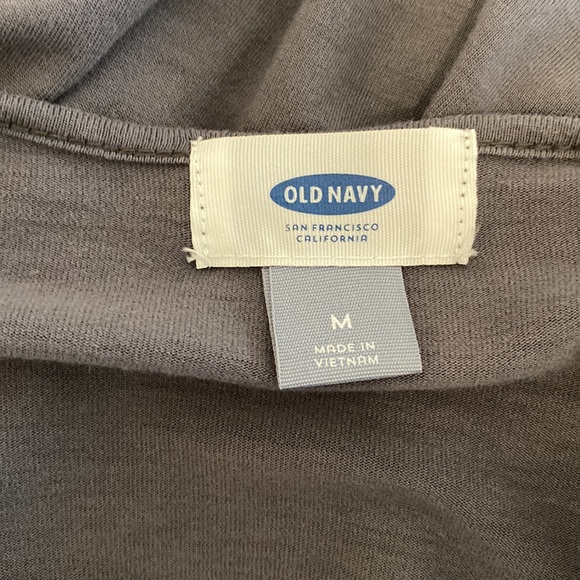 OLD NAVY
SAN FRANCISCO
CALIFORNIA
M
MADE IN
VIETNAM